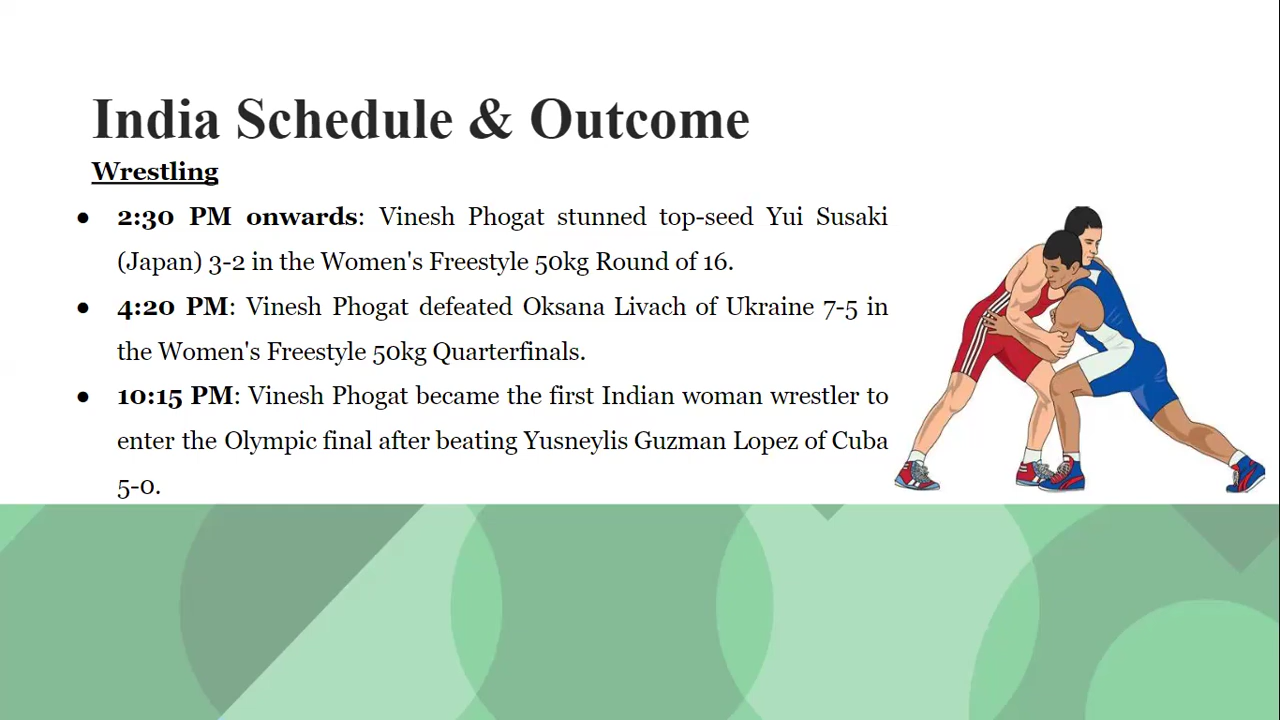 India Schedule & Outcome
Wrestling
● 2:30 PM onwards: Vinesh Phogat stunned top-seed Yui Susaki
(Japan) 3-2 in the Women's Freestyle 50kg Round of 16.
● 4:20 PM: Vinesh Phogat defeated Oksana Livach of Ukraine 7-5 in
the Women's Freestyle 50kg Quarterfinals.
● 10:15 PM: Vinesh Phogat became the first Indian woman wrestler to
enter the Olympic final after beating Yusneylis Guzman Lopez of Cuba
5-0.